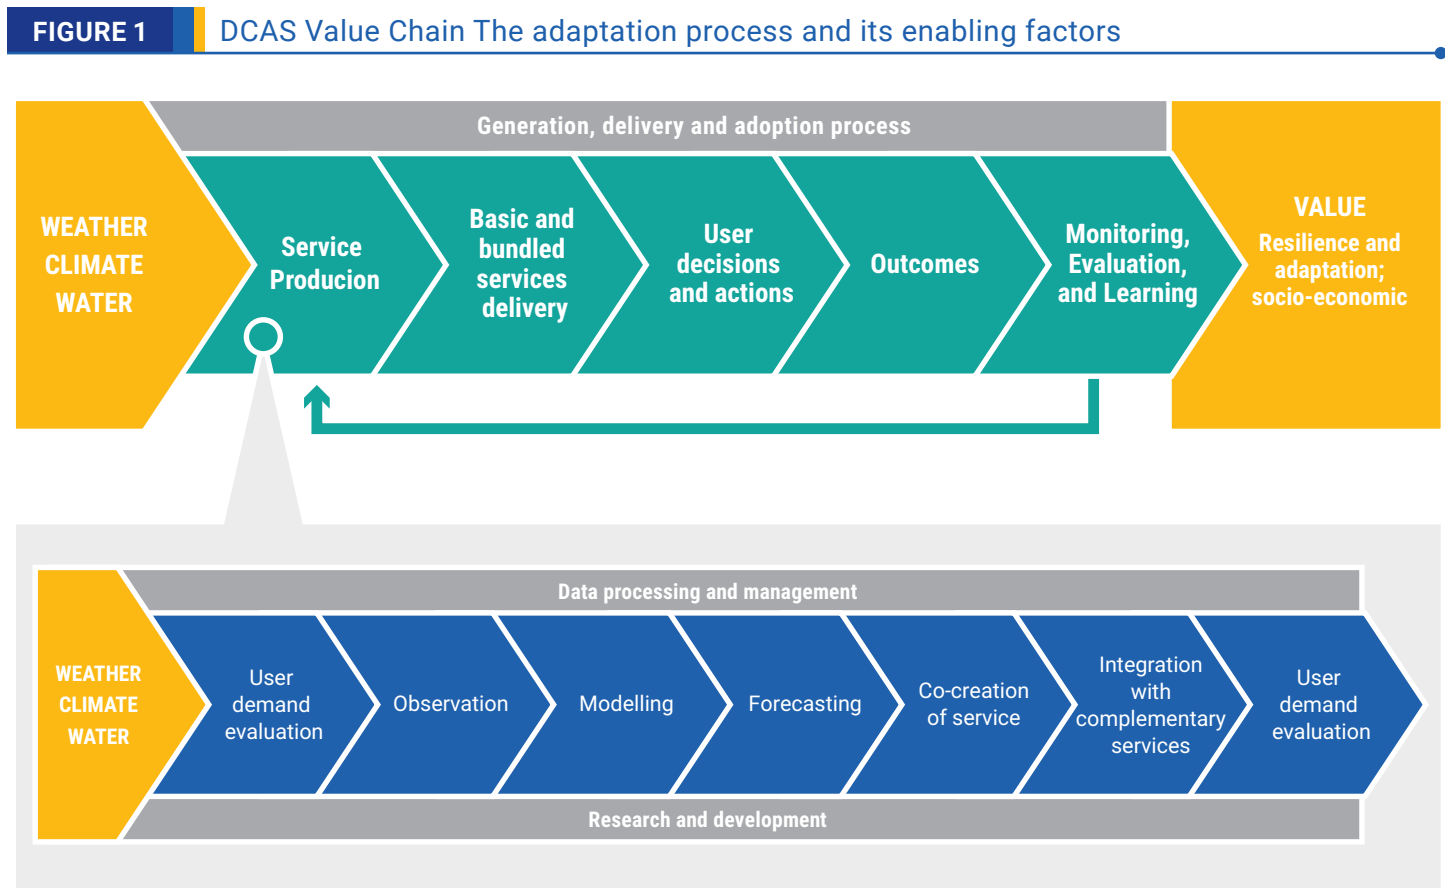 FIGURE 1
DCAS Value Chain The adaptation process and its enabling factors
Generation, delivery and adoption process
WEATHER
CLIMATE
WATER
Service
Producion
Basic and
bundled
services
delivery
User
decisions
and actions
Outcomes
Monitoring,
Evaluation,
and Learning
VALUE
Resilience and
adaptation;
socio-economic
Data processing and management
WEATHER
CLIMATE
WATER
User
demand
evaluation
Observation
Modelling
Forecasting
Co-creation
of service
Integration
with
complementary
services
User
demand
evaluation
Research and development